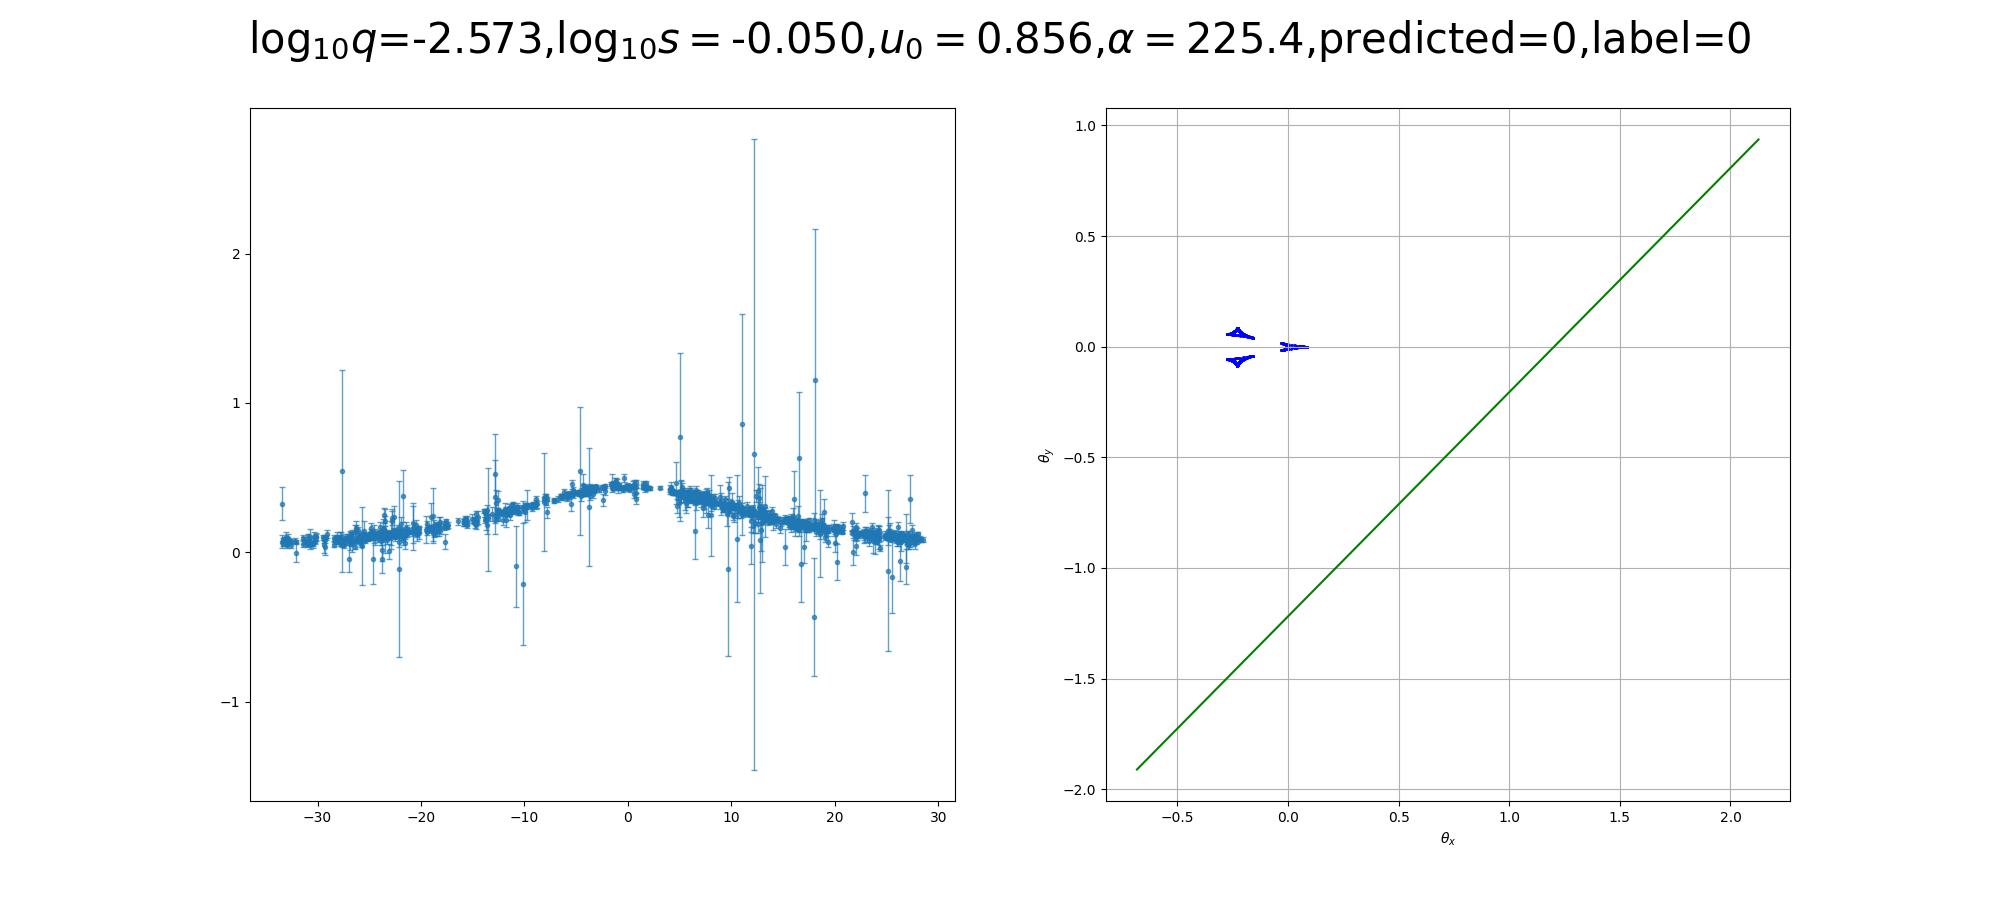 log₁₀q=-2.573,log₁₀s = -0.050,u₀ = 0.856,α = 225.4,predicted=0,label=0
2
1
0
−1
−30 −20 −10 0 10 20 30
1.0
0.5
0.0
−0.5
−1.0
−1.5
−2.0
θy
−0.5 0.0 0.5 1.0 1.5 2.0
θx